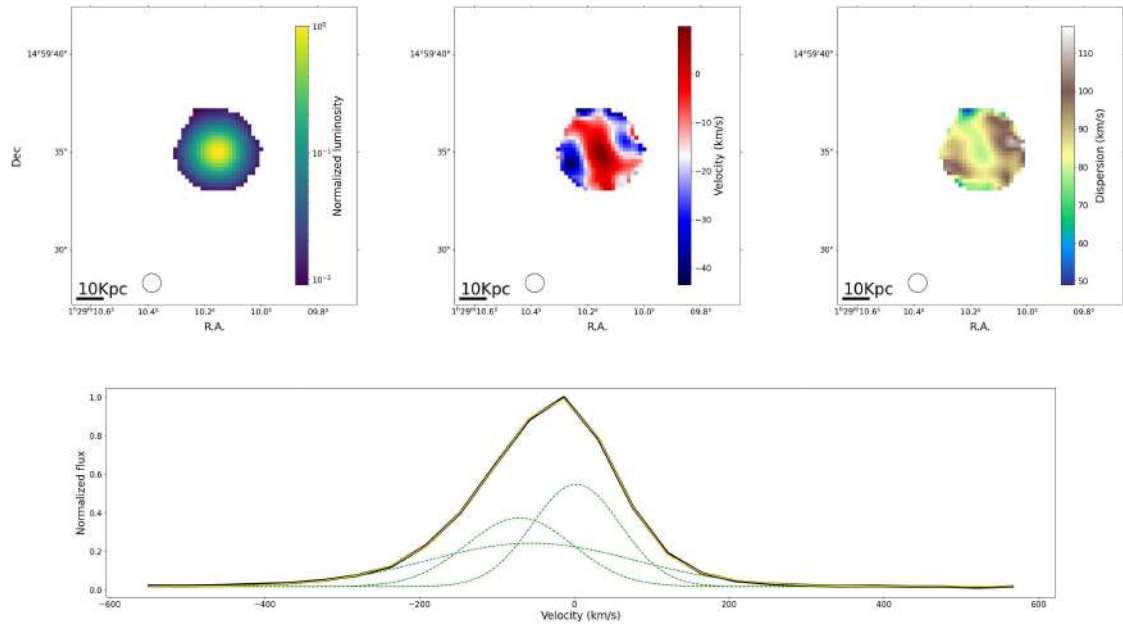 10⁰
10⁻¹
10⁻²
Normalized luminosity
14°59'40"
35"
30"
Dec
10Kpc
1ʰ29ᵐ10.6ˢ 10.4ˢ 10.2ˢ 10.0ˢ 09.8ˢ
R.A.
0
−10
−20
−30
−40
Velocity (km/s)
14°59'40"
35"
30"
10Kpc
1ʰ29ᵐ10.6ˢ 10.4ˢ 10.2ˢ 10.0ˢ 09.8ˢ
R.A.
110
100
90
80
70
60
50
Dispersion (km/s)
14°59'40"
35"
30"
10Kpc
1ʰ29ᵐ10.6ˢ 10.4ˢ 10.2ˢ 10.0ˢ 09.8ˢ
R.A.
1.0
0.8
0.6
0.4
0.2
0.0
Normalized flux
−600 −400 −200 0 200 400 600
Velocity (km/s)